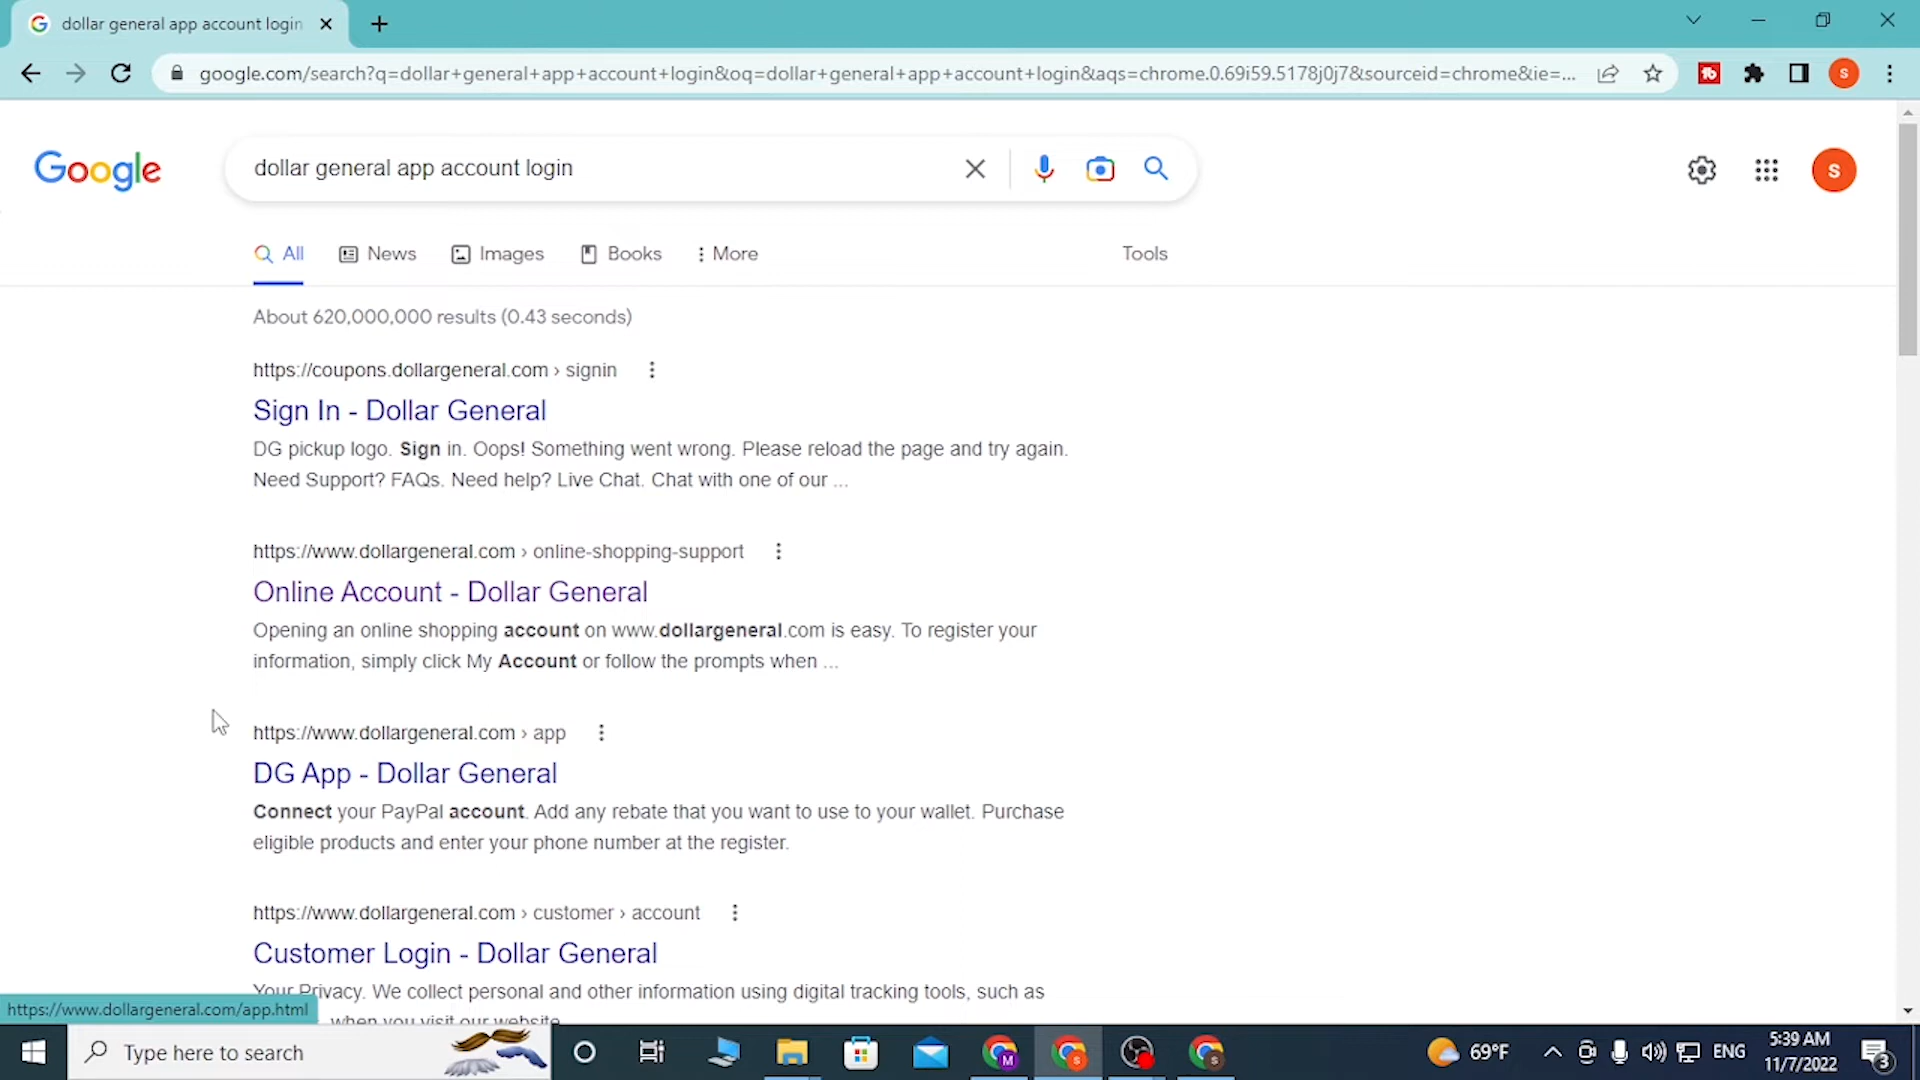 dollar general app account login
google.com/search?q=dollar+general+app+account+login&oq=dollar+general+app+account+login&aqs=chrome.0.69i59.5178j0j7&sourceid=chrome&ie=...
S
Google
dollar general app account login
S
All
News
Images
Books
More
Tools
About 620,000,000 results (0.43 seconds)
https://coupons.dollargeneral.com › signin
Sign In - Dollar General
DG pickup logo. Sign in. Oops! Something went wrong. Please reload the page and try again.
Need Support? FAQs. Need help? Live Chat. Chat with one of our ...
https://www.dollargeneral.com › online-shopping-support
Online Account - Dollar General
Opening an online shopping account on www.dollargeneral.com is easy. To register your
information, simply click My Account or follow the prompts when ...
https://www.dollargeneral.com › app
DG App - Dollar General
Connect your PayPal account. Add any rebate that you want to use to your wallet. Purchase
eligible products and enter your phone number at the register.
https://www.dollargeneral.com › customer › account
Customer Login - Dollar General
Your Privacy. We collect personal and other information using digital tracking tools, such as
when you visit our website
https://www.dollargeneral.com/app.html
Type here to search
M
S
S
69°F
ENG
5:39 AM
11/7/2022
3